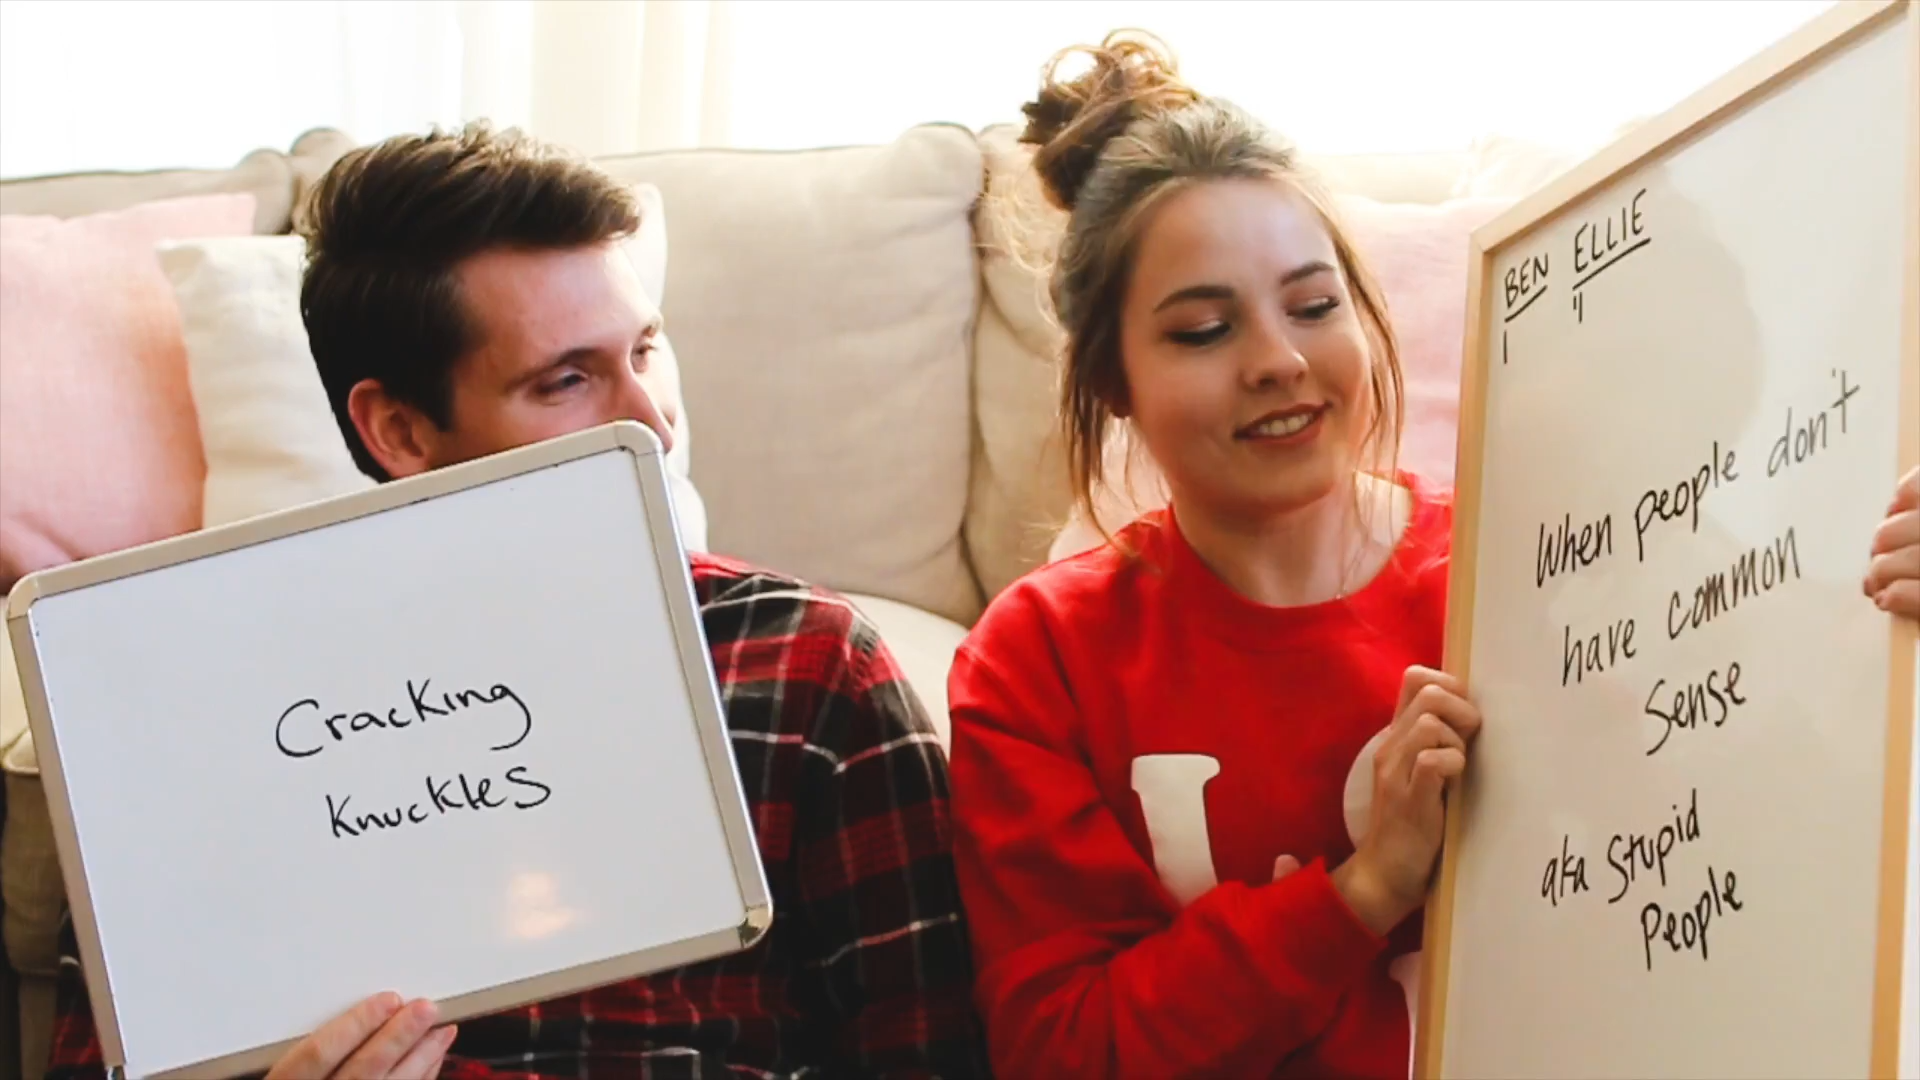 Cracking
Knuckles
BEN ELLIE
When people don't
have common
Sense
aka Stupid
People